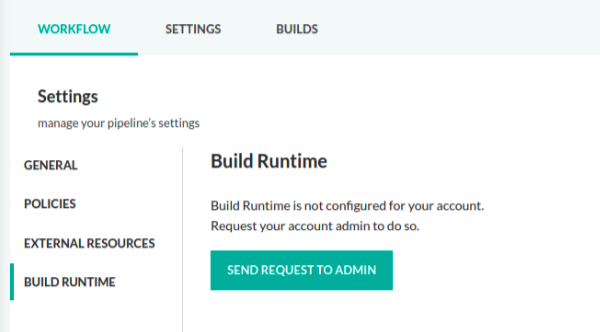 WORKFLOW SETTINGS BUILDS
Settings
manage your pipeline's settings
GENERAL
POLICIES
EXTERNAL RESOURCES
BUILD RUNTIME
Build Runtime
Build Runtime is not configured for your account.
Request your account admin to do so.
SEND REQUEST TO ADMIN